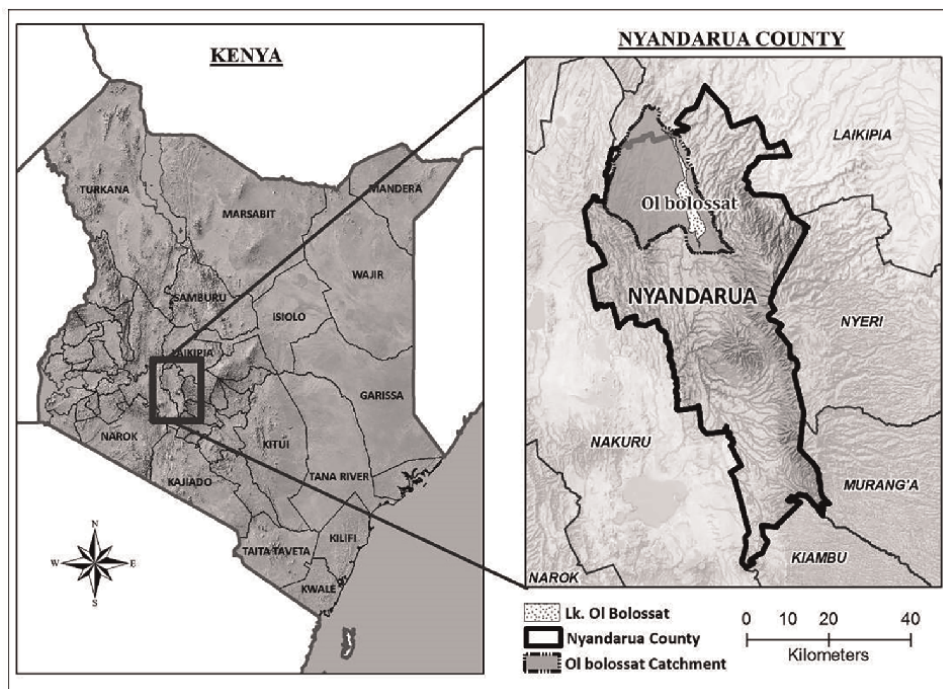 KENYA
TURKANA
MANDERA
MARSABIT
WAJIR
SAMBURU
ISIOLO
LAIKIPIA
GARISSA
NAROK
KITUI
TANA RIVER
KAJIADO
KILIFI
TAITA TAVETA
KWALE
N
W
E
S
NYANDARUA COUNTY
LAIKIPIA
Ol bolossat
NYANDARUA
NYERI
NAKURU
MURANG'A
KIAMBU
NAROK
Lk. Ol Bolossat
Nyandarua County
Ol bolossat Catchment
0 10 20 40
Kilometers